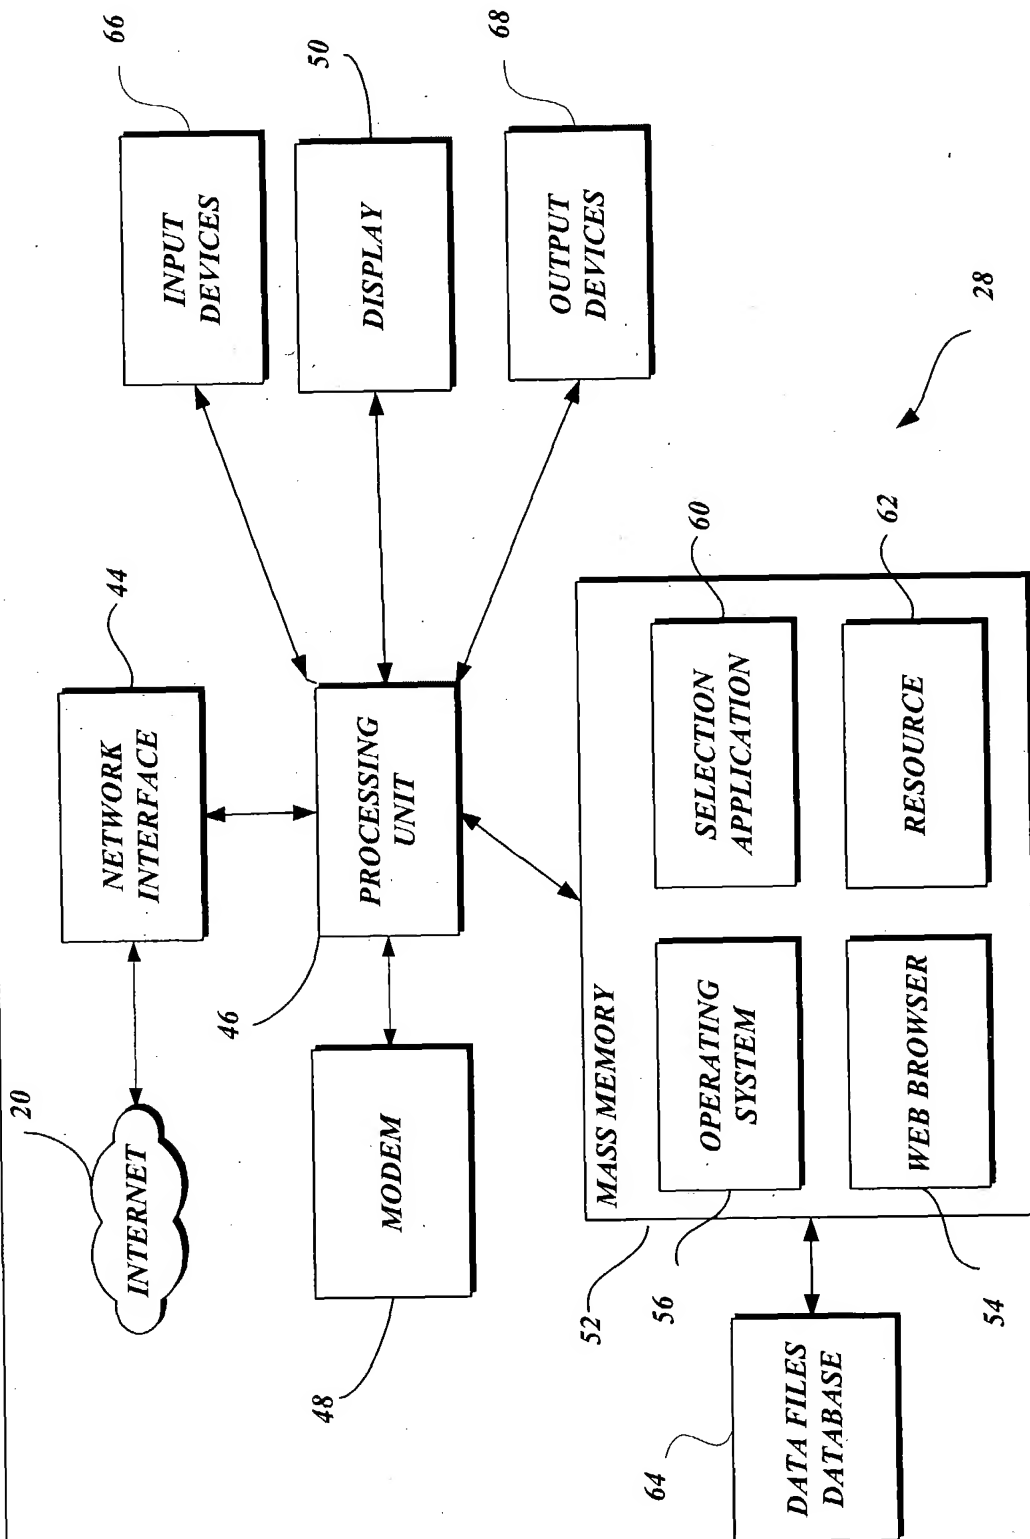 20
44
66
INTERNET
NETWORK
INTERFACE
INPUT
DEVICES
46
50
48
MODEM
PROCESSING
UNIT
DISPLAY
68
OUTPUT
DEVICES
52
MASS MEMORY
64
56
60
OPERATING
SYSTEM
SELECTION
APPLICATION
DATA FILES
DATABASE
62
WEB BROWSER
RESOURCE
54
28